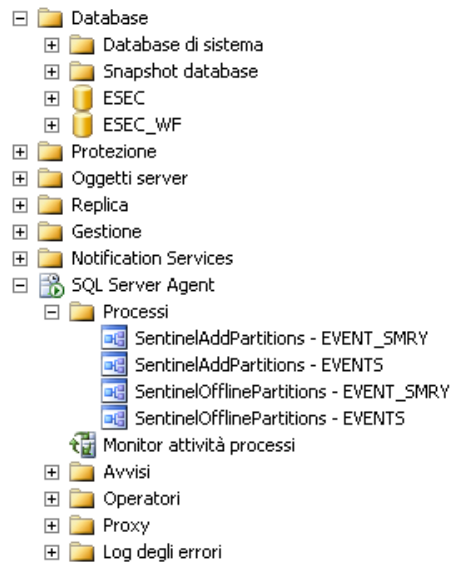 Database
Database di sistema
Snapshot database
ESEC
ESEC_WF
Protezione
Oggetti server
Replica
Gestione
Notification Services
SQL Server Agent
Processi
SentinelAddPartitions - EVENT_SMRY
SentinelAddPartitions - EVENTS
SentinelOfflinePartitions - EVENT_SMRY
SentinelOfflinePartitions - EVENTS
Monitor attività processi
Avvisi
Operatori
Proxy
Log degli errori